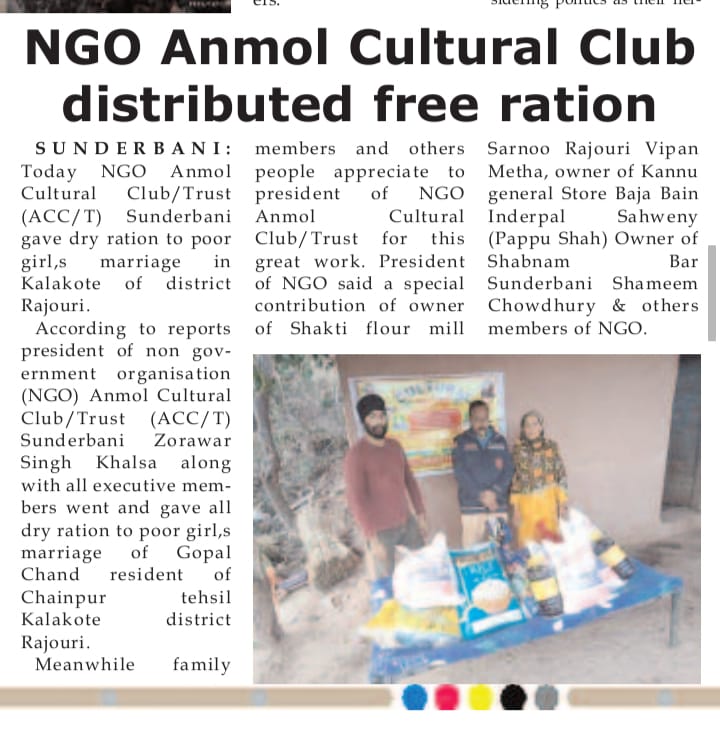 ers.
NGO Anmol Cultural Club
distributed free ration
SUNDERBANI:
Today NGO Anmol
Cultural Club/Trust
(ACC/T) Sunderbani
gave dry ration to poor
girl,s marriage in
Kalakote of district
Rajouri.
According to reports
president of non gov-
ernment organisation
(NGO) Anmol Cultural
Club/Trust (ACC/T)
Sunderbani Zorawar
Singh Khalsa along
with all executive mem-
bers went and gave all
dry ration to poor girl,s
marriage of Gopal
Chand resident of
Chainpur tehsil
Kalakote district
Rajouri.
Meanwhile family
members and others
people appreciate to
president of NGO
Anmol Cultural
Club/Trust for this
great work. President
of NGO said a special
contribution of owner
of Shakti flour mill
Sarnoo Rajouri Vipan
Metha, owner of Kannu
general Store Baja Bain
Inderpal Sahweny
(Pappu Shah) Owner of
Shabnam Bar
Sunderbani Shameem
Chowdhury & others
members of NGO.
CULTURAL